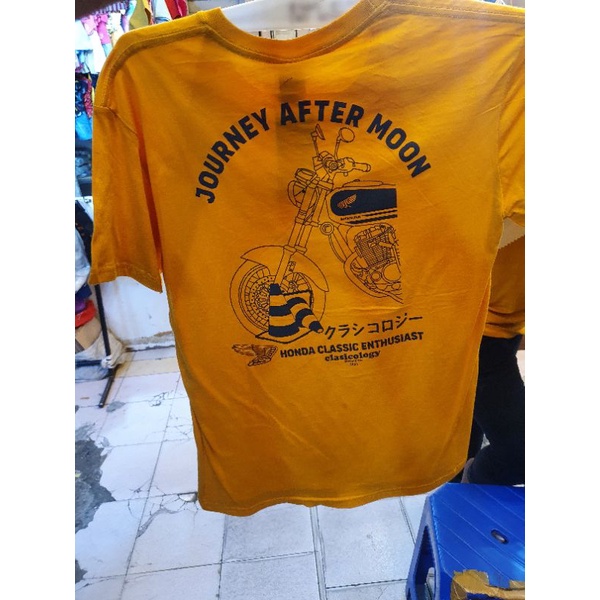 JOURNEY AFTER MOON
クラシコロジー
HONDA CLASSIC ENTHUSIAST
clasicology